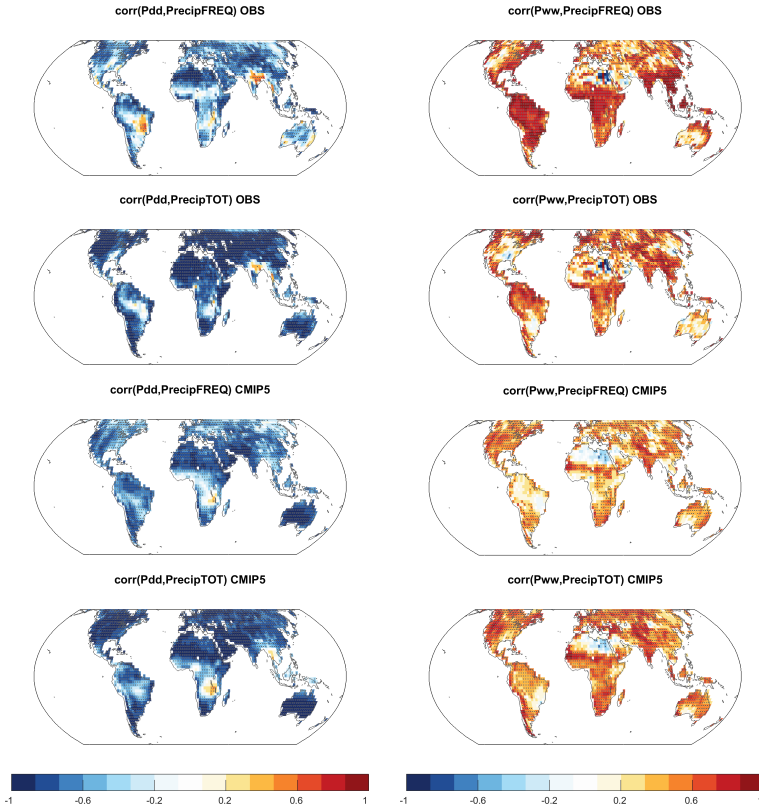 corr(Pdd,PrecipFREQ) OBS
corr(Pww,PrecipFREQ) OBS
corr(Pdd,PrecipTOT) OBS
corr(Pww,PrecipTOT) OBS
corr(Pdd,PrecipFREQ) CMIP5
corr(Pww,PrecipFREQ) CMIP5
corr(Pdd,PrecipTOT) CMIP5
corr(Pww,PrecipTOT) CMIP5
-1 -0.6 -0.2 0.2 0.6 1
-1 -0.6 -0.2 0.2 0.6